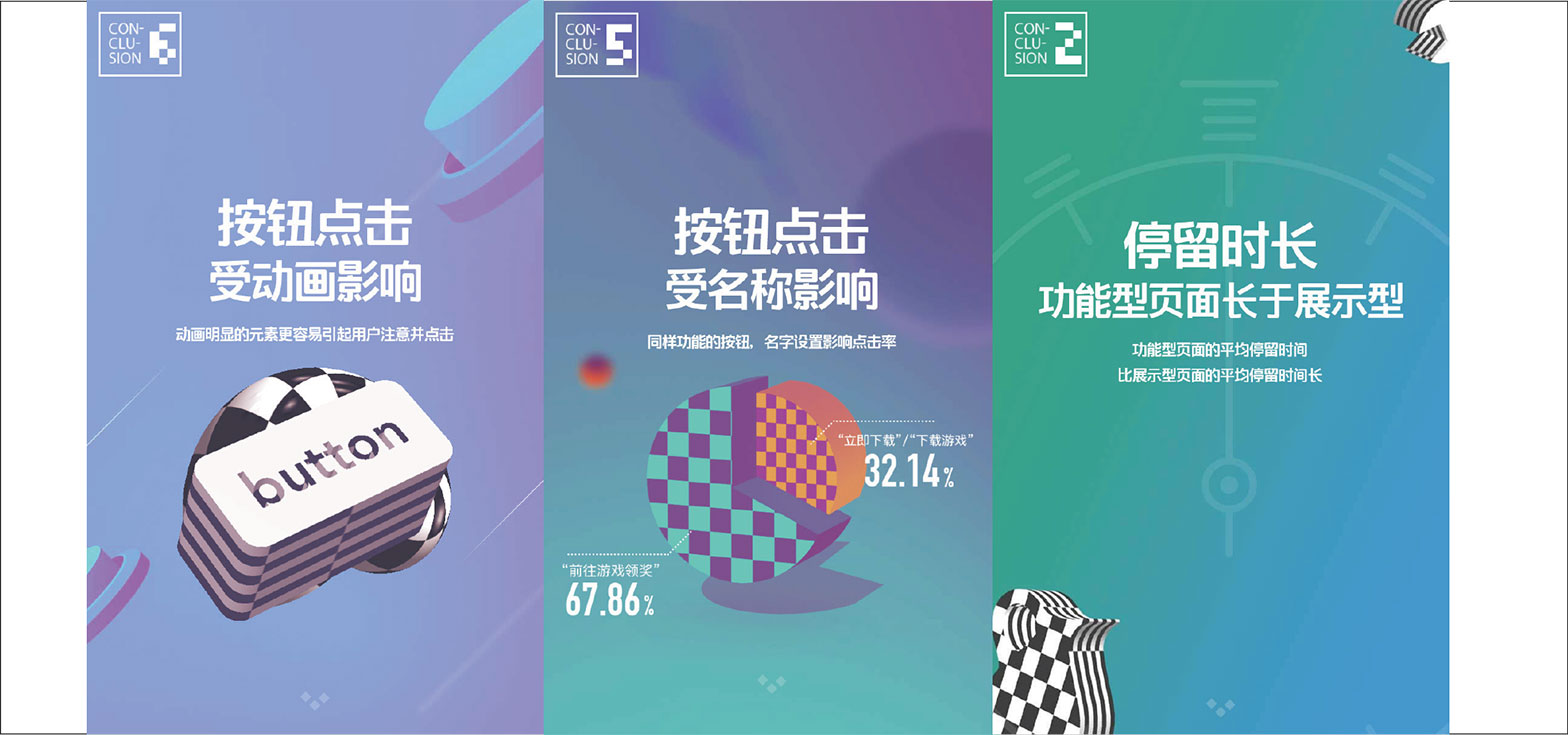 CON-
CLU-
SION
6
按钮点击
受动画影响
动画明显的元素更容易引起用户注意并点击
button
CON-
CLU-
SION
5
按钮点击
受名称影响
同样功能的按钮，名字设置影响点击率
“立即下载”/“下载游戏”
32.14%
“前往游戏领奖”
67.86%
CON-
CLU-
SION
2
停留时长
功能型页面长于展示型
功能型页面的平均停留时间
比展示型页面的平均停留时间长